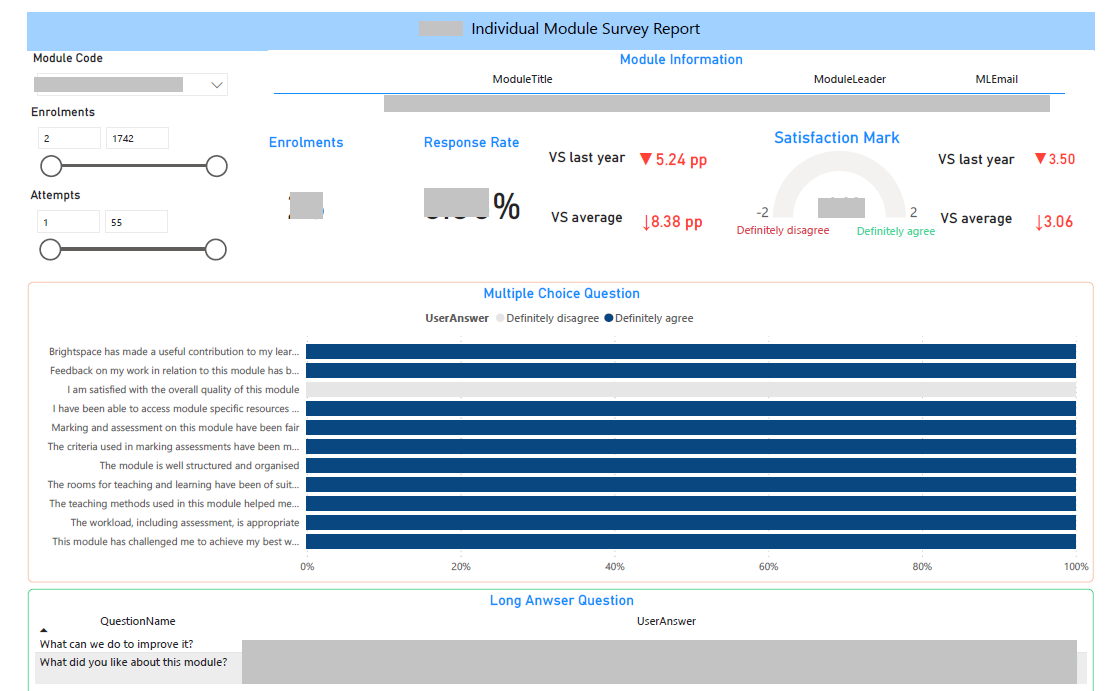 Individual Module Survey Report
Module Code
Module Information
ModuleTitle ModuleLeader MLEmail
Enrolments
2 1742
Attempts
1 55
Enrolments
Response Rate
%
VS last year ▼5.24 pp
VS average ↓8.38 pp
Satisfaction Mark
-2 2
Definitely disagree Definitely agree
VS last year ▼3.50
VS average ↓3.06
Multiple Choice Question
UserAnswer Definitely disagree Definitely agree
Brightspace has made a useful contribution to my lear...
Feedback on my work in relation to this module has b...
I am satisfied with the overall quality of this module
I have been able to access module specific resources ...
Marking and assessment on this module have been fair
The criteria used in marking assessments have been m...
The module is well structured and organised
The rooms for teaching and learning have been of suit...
The teaching methods used in this module helped me...
The workload, including assessment, is appropriate
This module has challenged me to achieve my best w...
0% 20% 40% 60% 80% 100%
Long Anwser Question
QuestionName UserAnswer
What can we do to improve it?
What did you like about this module?